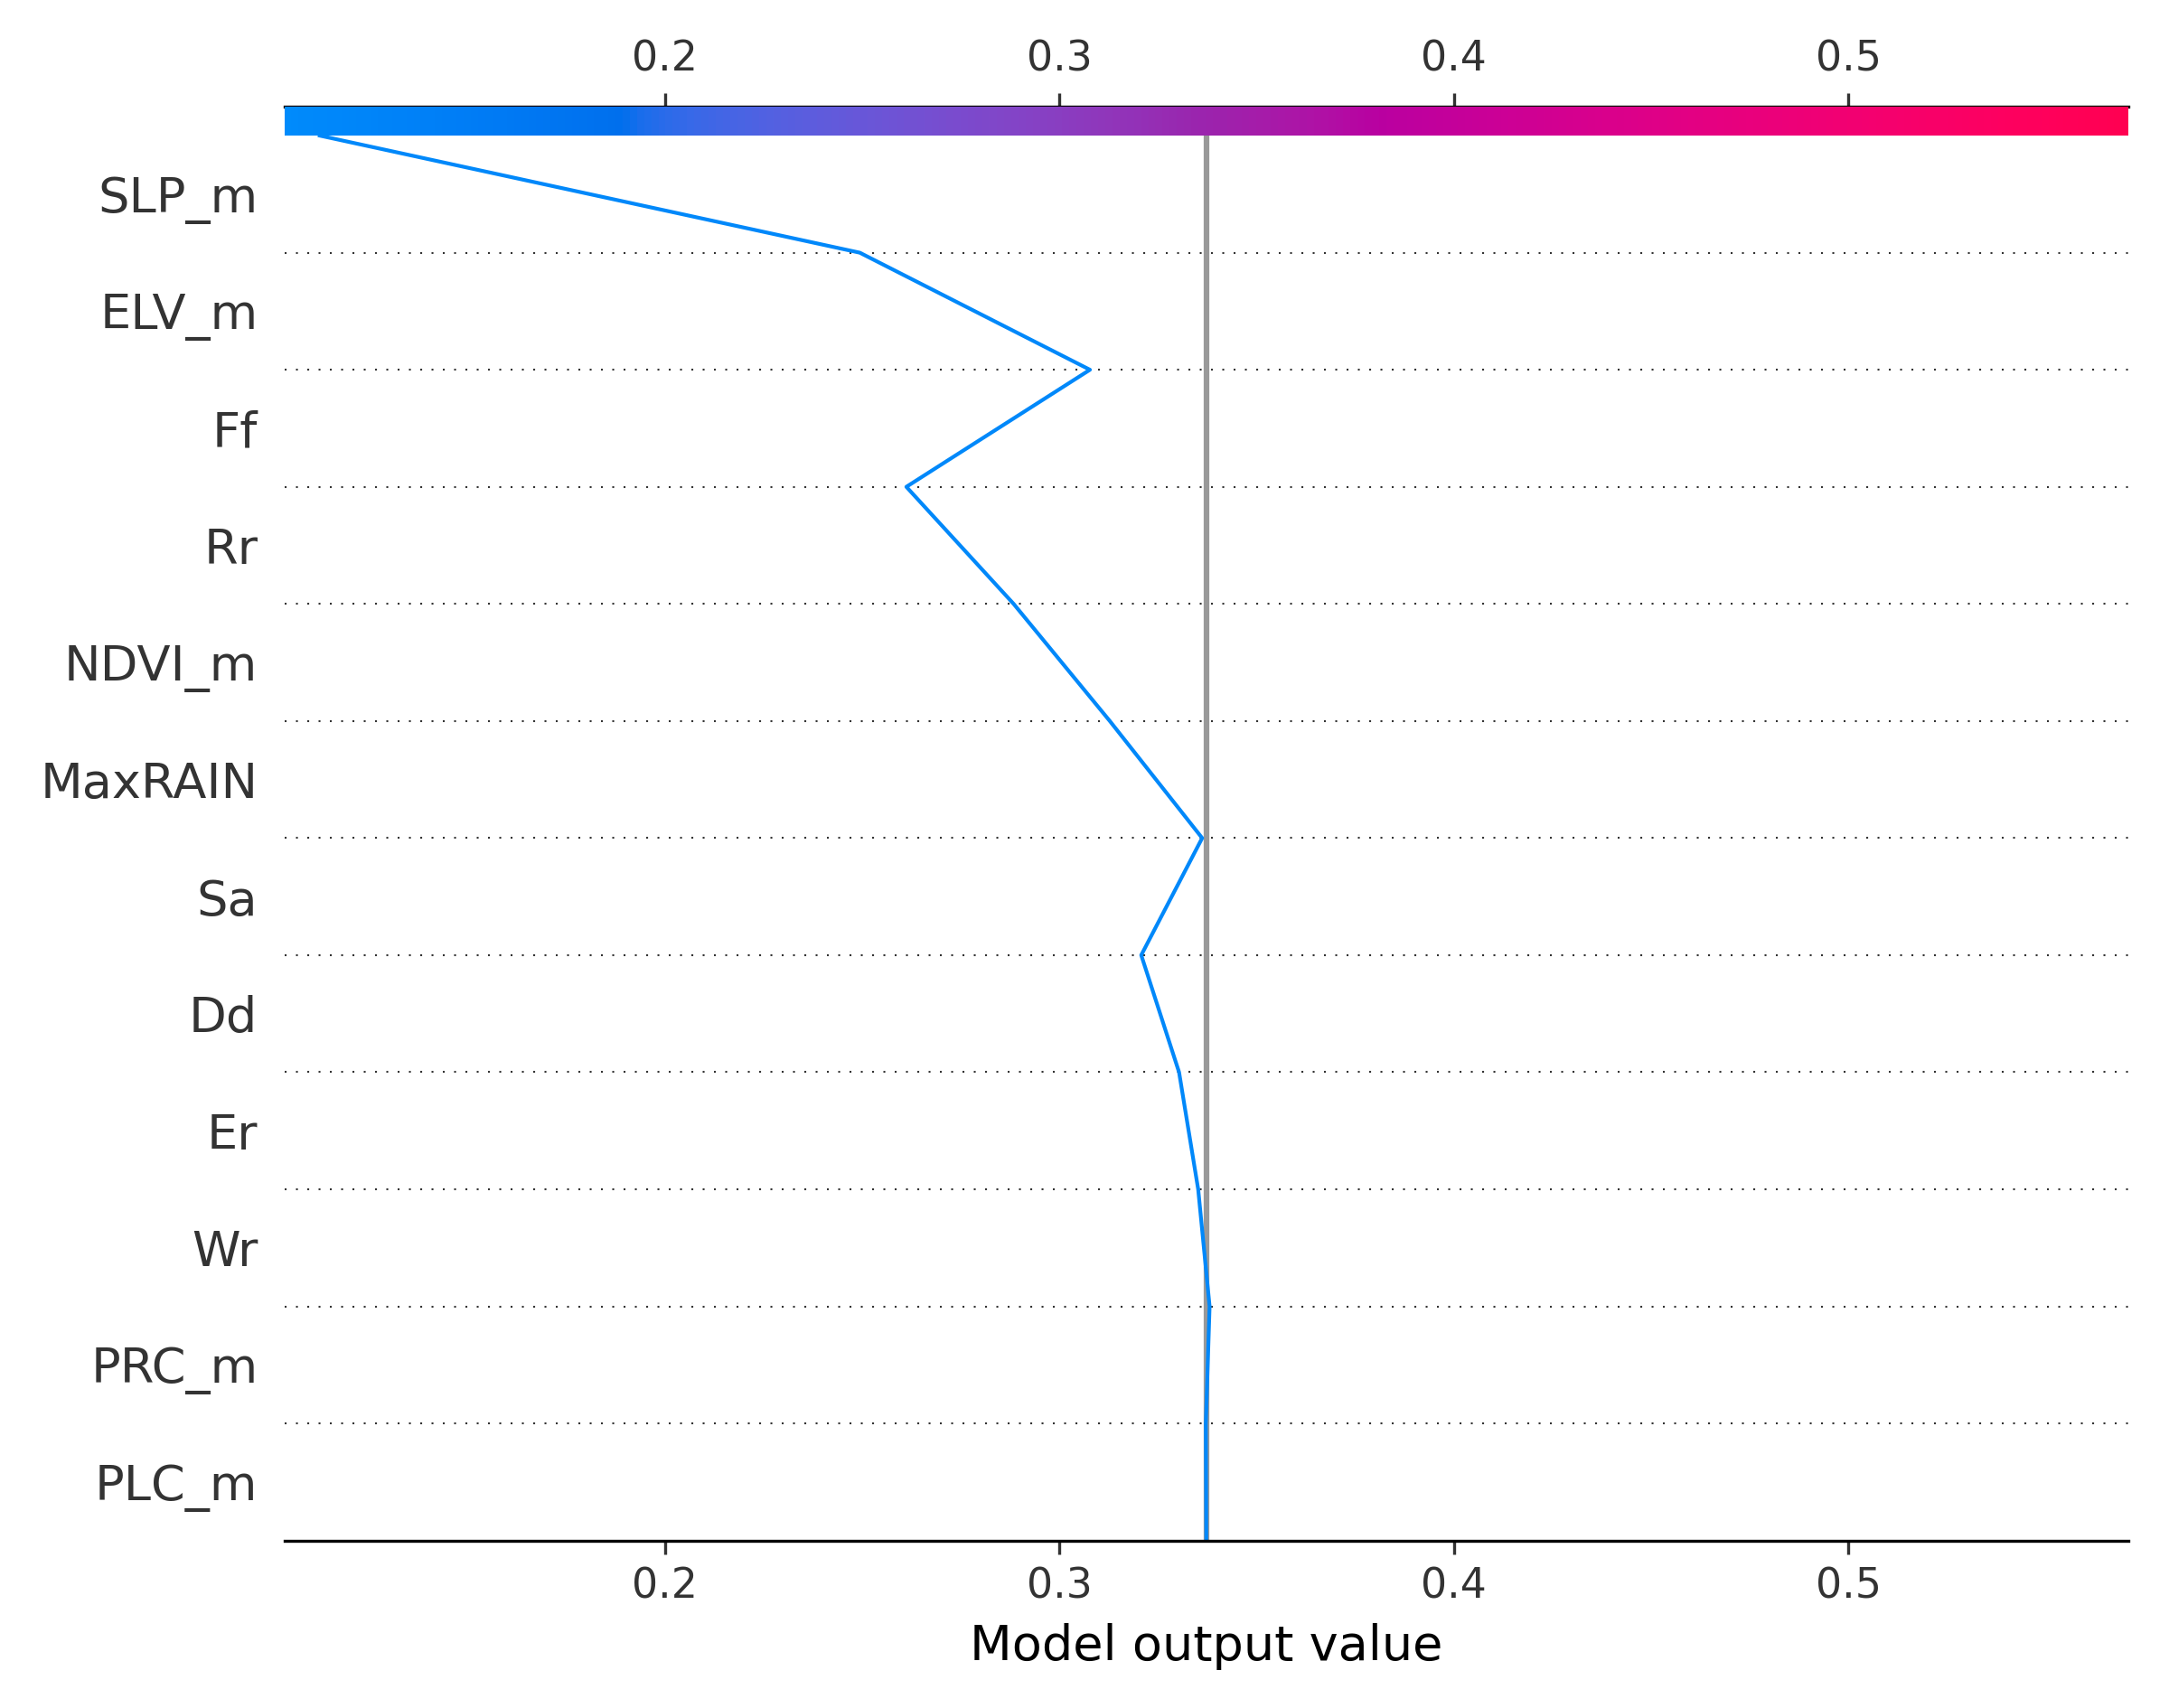 0.2 0.3 0.4 0.5
SLP_m
ELV_m
Ff
Rr
NDVI_m
MaxRAIN
Sa
Dd
Er
Wr
PRC_m
PLC_m
0.2 0.3 0.4 0.5
Model output value